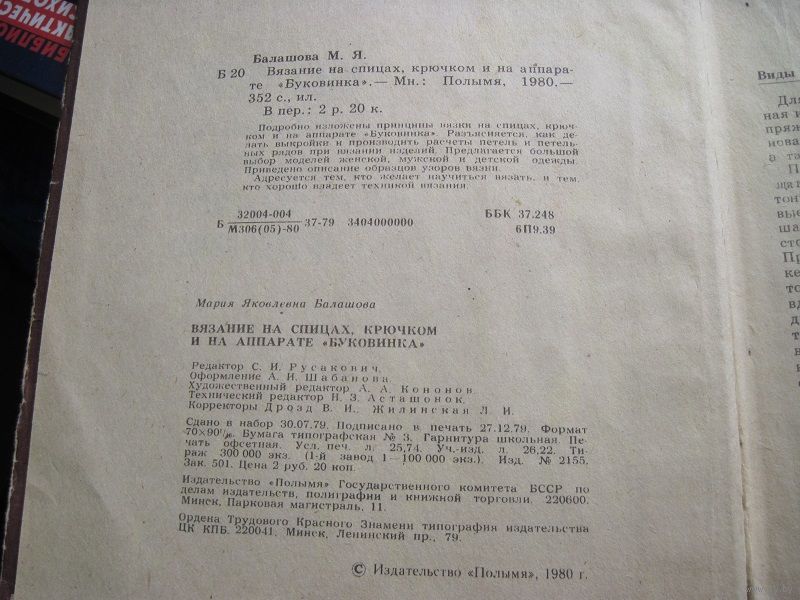 Балашова М. Я.
Б 20 Вязание на спицах, крючком и на аппара-
те «Буковинка».— Мн.: Полымя, 1980.—
352 с., ил.
В пер.: 2 р. 20 к.
Подробно изложены принципы вязки на спицах, крюч-
ком и на аппарате «Буковинка». Разъясняется, как де-
лать выкройки и производить расчеты петель и петель-
ных рядов при вязании изделий. Предлагается большой
выбор моделей женской, мужской и детской одежды.
Приведено описание образцов узоров вязки.
Адресуется тем, кто желает научиться вязать, и тем,
кто хорошо владеет техникой вязания.
32004-004
Б 37-79 3404000000
М306(05)-80
ББК 37.248
6П9.39
Мария Яковлевна Балашова
ВЯЗАНИЕ НА СПИЦАХ, КРЮЧКОМ
И НА АППАРАТЕ «БУКОВИНКА»
Редактор С. И. Русакович.
Оформление А. И. Шабанова.
Художественный редактор А. А. Кононов.
Технический редактор Н. З. Асташонок.
Корректоры Дрозд В. И., Жилинская Л. И.
Сдано в набор 30.07.79. Подписано в печать 27.12.79. Формат
70×90 1/16. Бумага типографская № 3. Гарнитура школьная. Пе-
чать офсетная. Усл. печ. л. 25,74. Уч.-изд. л. 26,22. Ти-
раж 300 000 экз. (1-й завод 1—100 000 экз.). Изд. № 2155.
Зак. 501. Цена 2 руб. 20 коп.
Издательство «Полымя» Государственного комитета БССР по
делам издательств, полиграфии и книжной торговли. 220600.
Минск, Парковая магистраль, 11.
Ордена Трудового Красного Знамени типография издательства
ЦК КПБ. 220041, Минск, Ленинский пр., 79.
© Издательство «Полымя», 1980 г.
Виды